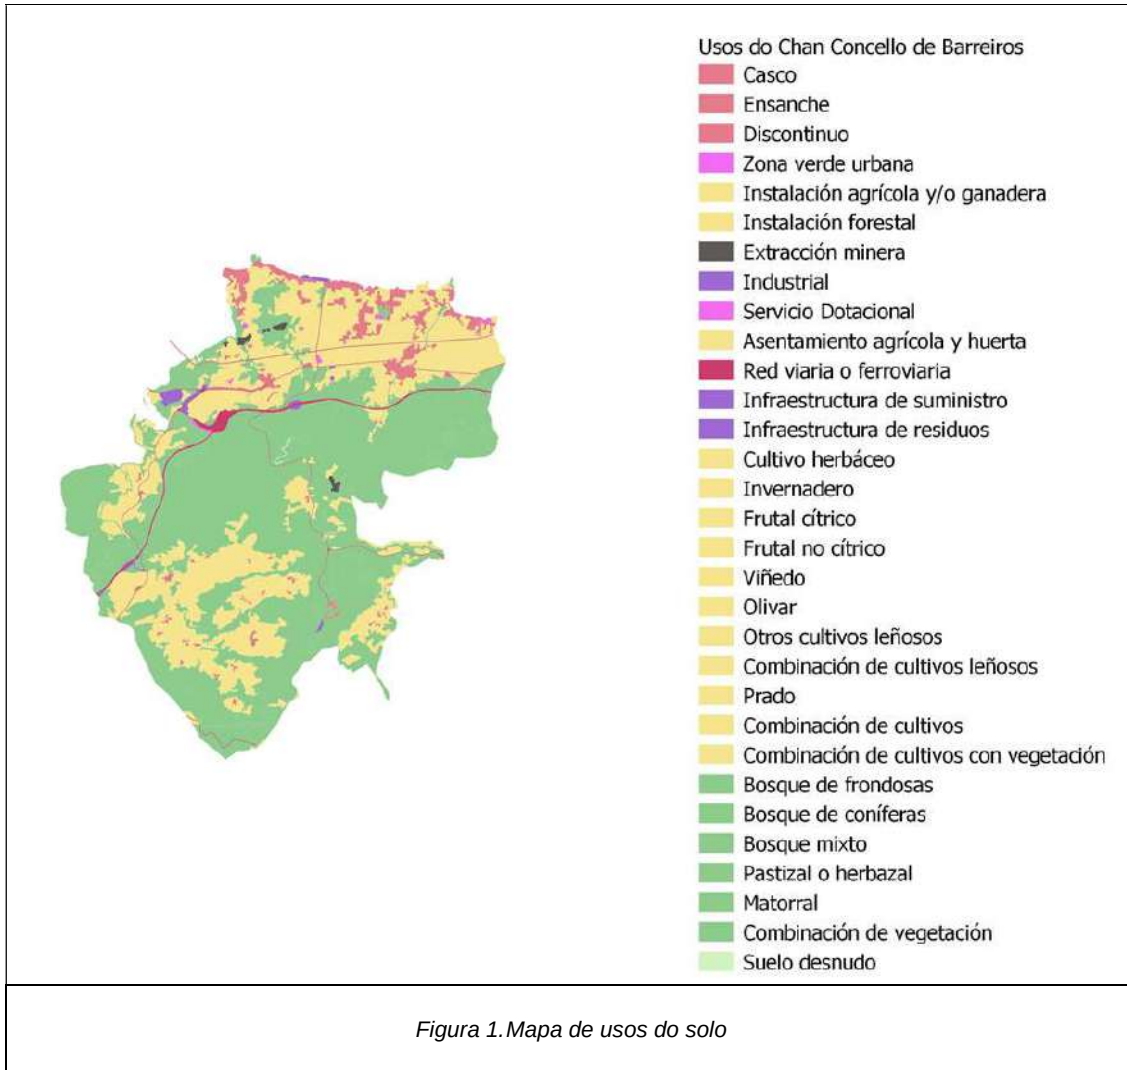 Usos do Chan Concello de Barreiros
Casco
Ensanche
Discontinuo
Zona verde urbana
Instalación agrícola y/o ganadera
Instalación forestal
Extracción minera
Industrial
Servicio Dotacional
Asentamiento agrícola y huerta
Red viaria o ferroviaria
Infraestructura de suministro
Infraestructura de residuos
Cultivo herbáceo
Invernadero
Frutal cítrico
Frutal no cítrico
Viñedo
Olivar
Otros cultivos leñosos
Combinación de cultivos leñosos
Prado
Combinación de cultivos
Combinación de cultivos con vegetación
Bosque de frondosas
Bosque de coníferas
Bosque mixto
Pastizal o herbazal
Matorral
Combinación de vegetación
Suelo desnudo
Figura 1.Mapa de usos do solo